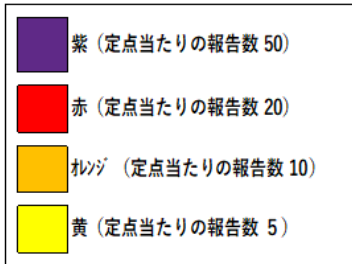 紫（定点当たりの報告数 50）
赤（定点当たりの報告数 20）
ｵﾚﾝｼﾞ（定点当たりの報告数 10）
黄（定点当たりの報告数 5）